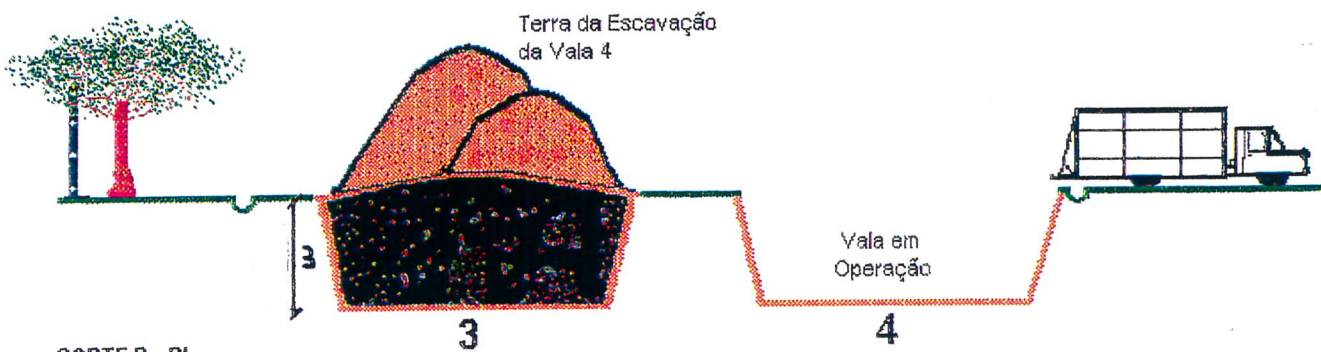 Terra da Escavação
da Vala 4
3
Vala em
Operação
3
4